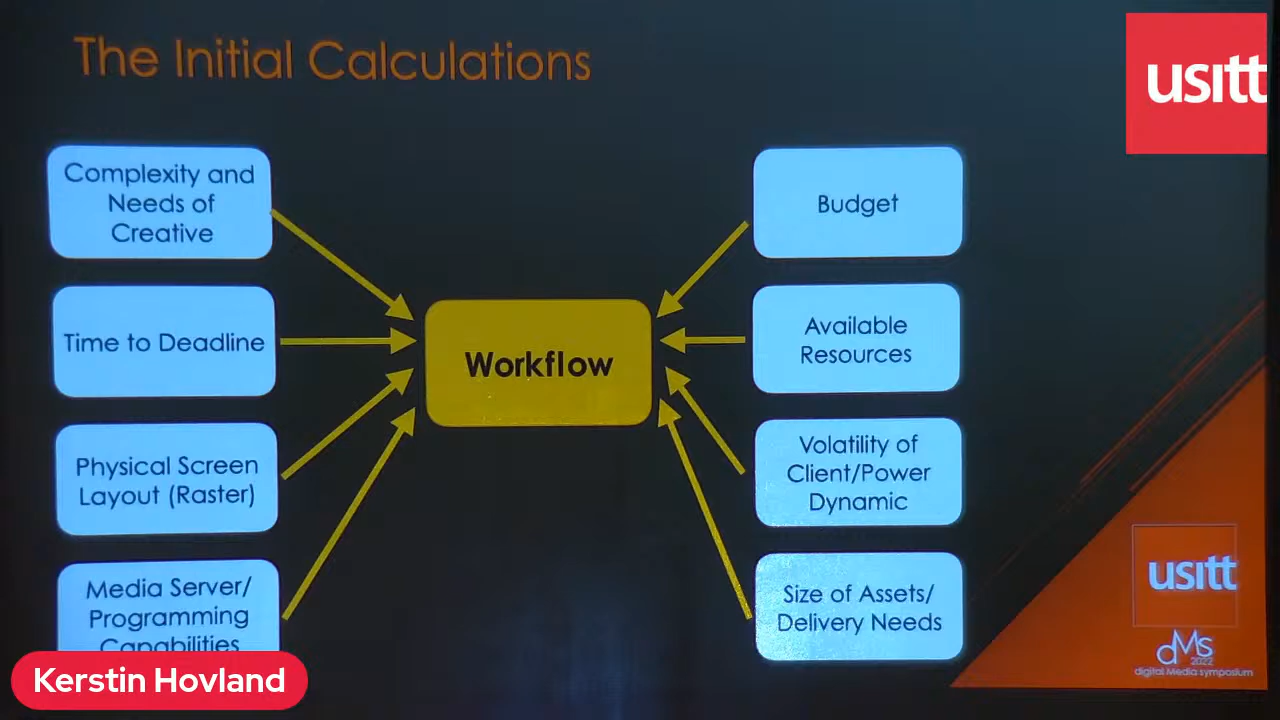 The Initial Calculations
usitt
Complexity and
Needs of
Creative
Time to Deadline
Physical Screen
Layout (Raster)
Media Server/
Programming
Capabilities
Workflow
Budget
Available
Resources
Volatility of
Client/Power
Dynamic
Size of Assets/
Delivery Needs
usitt
dMs
2022
digital Media symposium
Kerstin Hovland